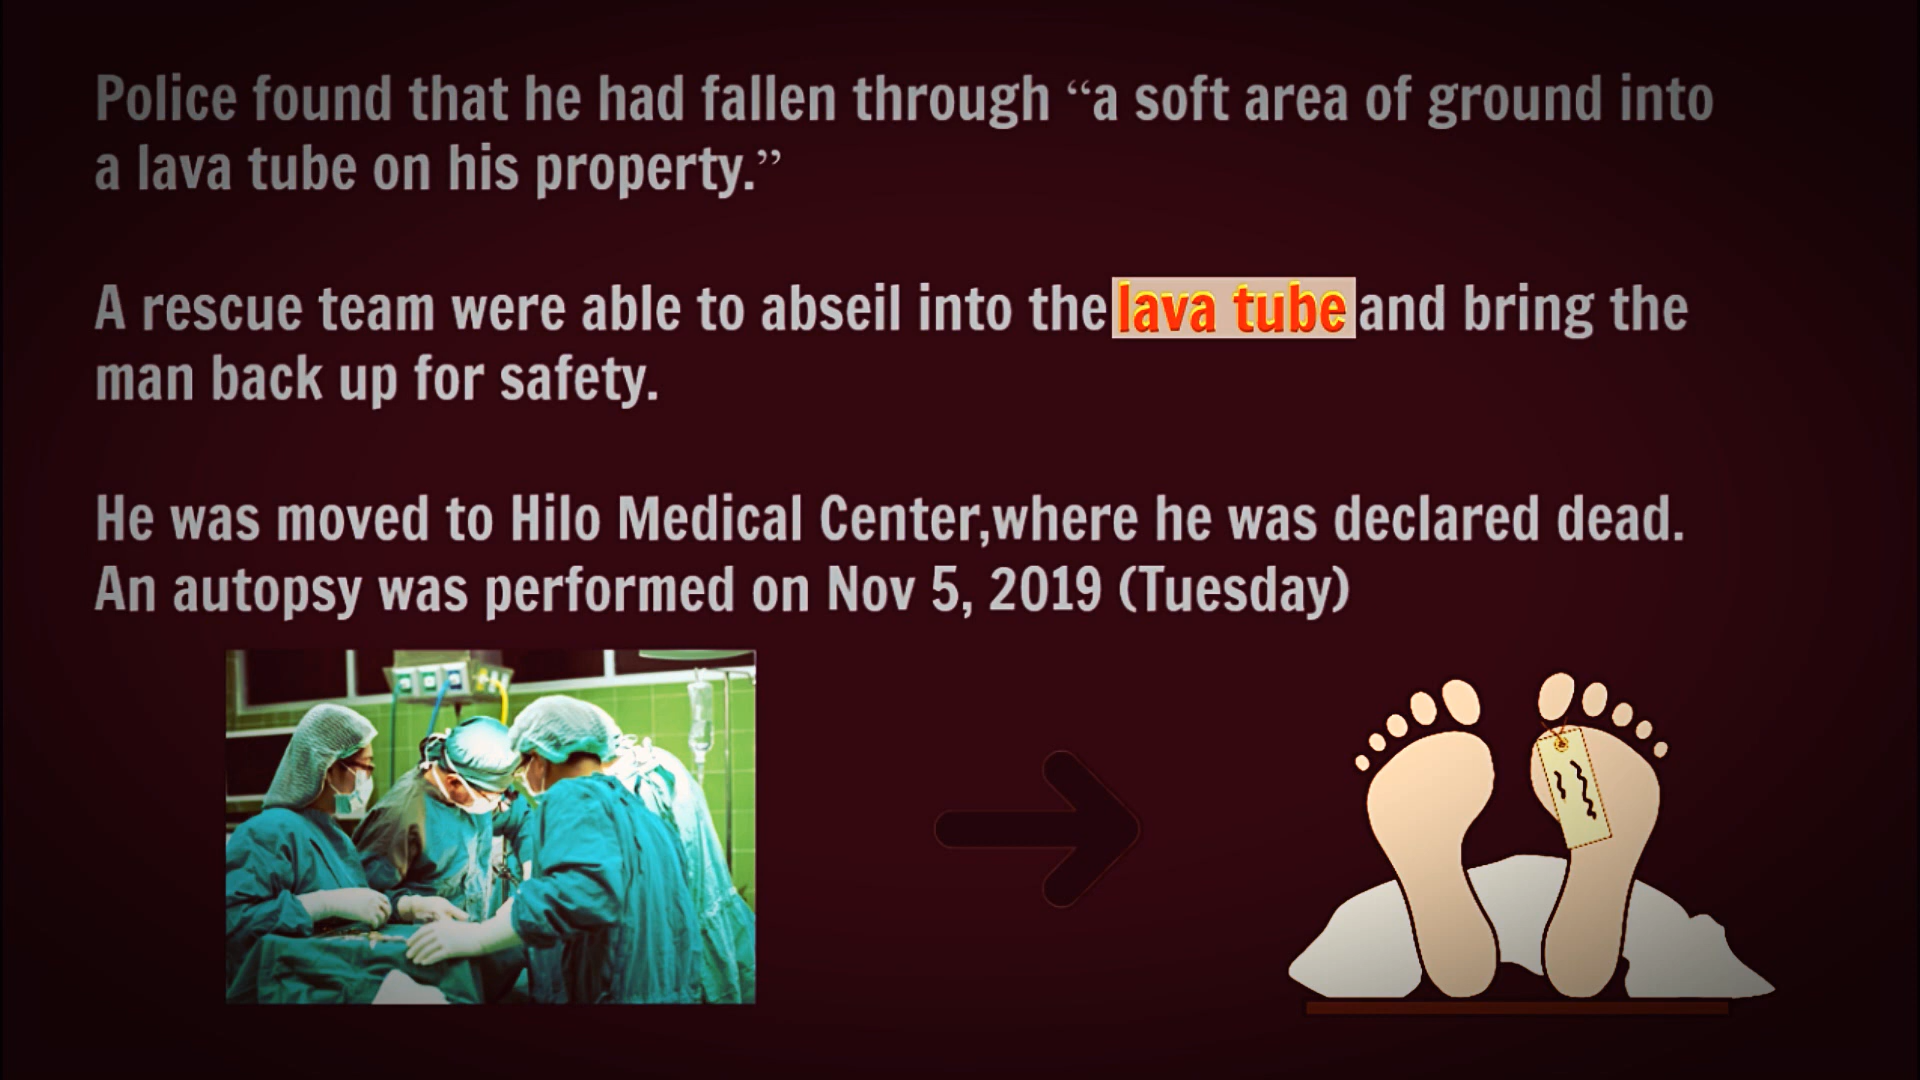 Police found that he had fallen through “a soft area of ground into
a lava tube on his property.”
A rescue team were able to abseil into the lava tube and bring the
man back up for safety.
He was moved to Hilo Medical Center,where he was declared dead.
An autopsy was performed on Nov 5, 2019 (Tuesday)